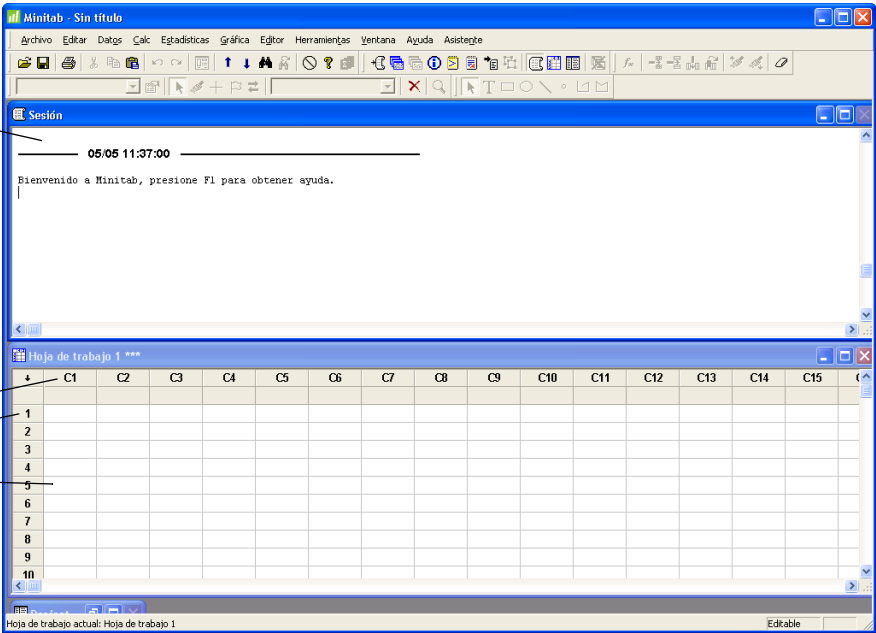 Minitab - Sin título
Archivo Editar Datos Calc Estadísticas Gráfica Editor Herramientas Ventana Ayuda Asistente
Sesión
05/05 11:37:00
Bienvenido a Minitab, presione F1 para obtener ayuda.
Hoja de trabajo 1 ***
C1 C2 C3 C4 C5 C6 C7 C8 C9 C10 C11 C12 C13 C14 C15
1
2
3
4
5
6
7
8
9
10
Hoja de trabajo actual: Hoja de trabajo 1 Editable